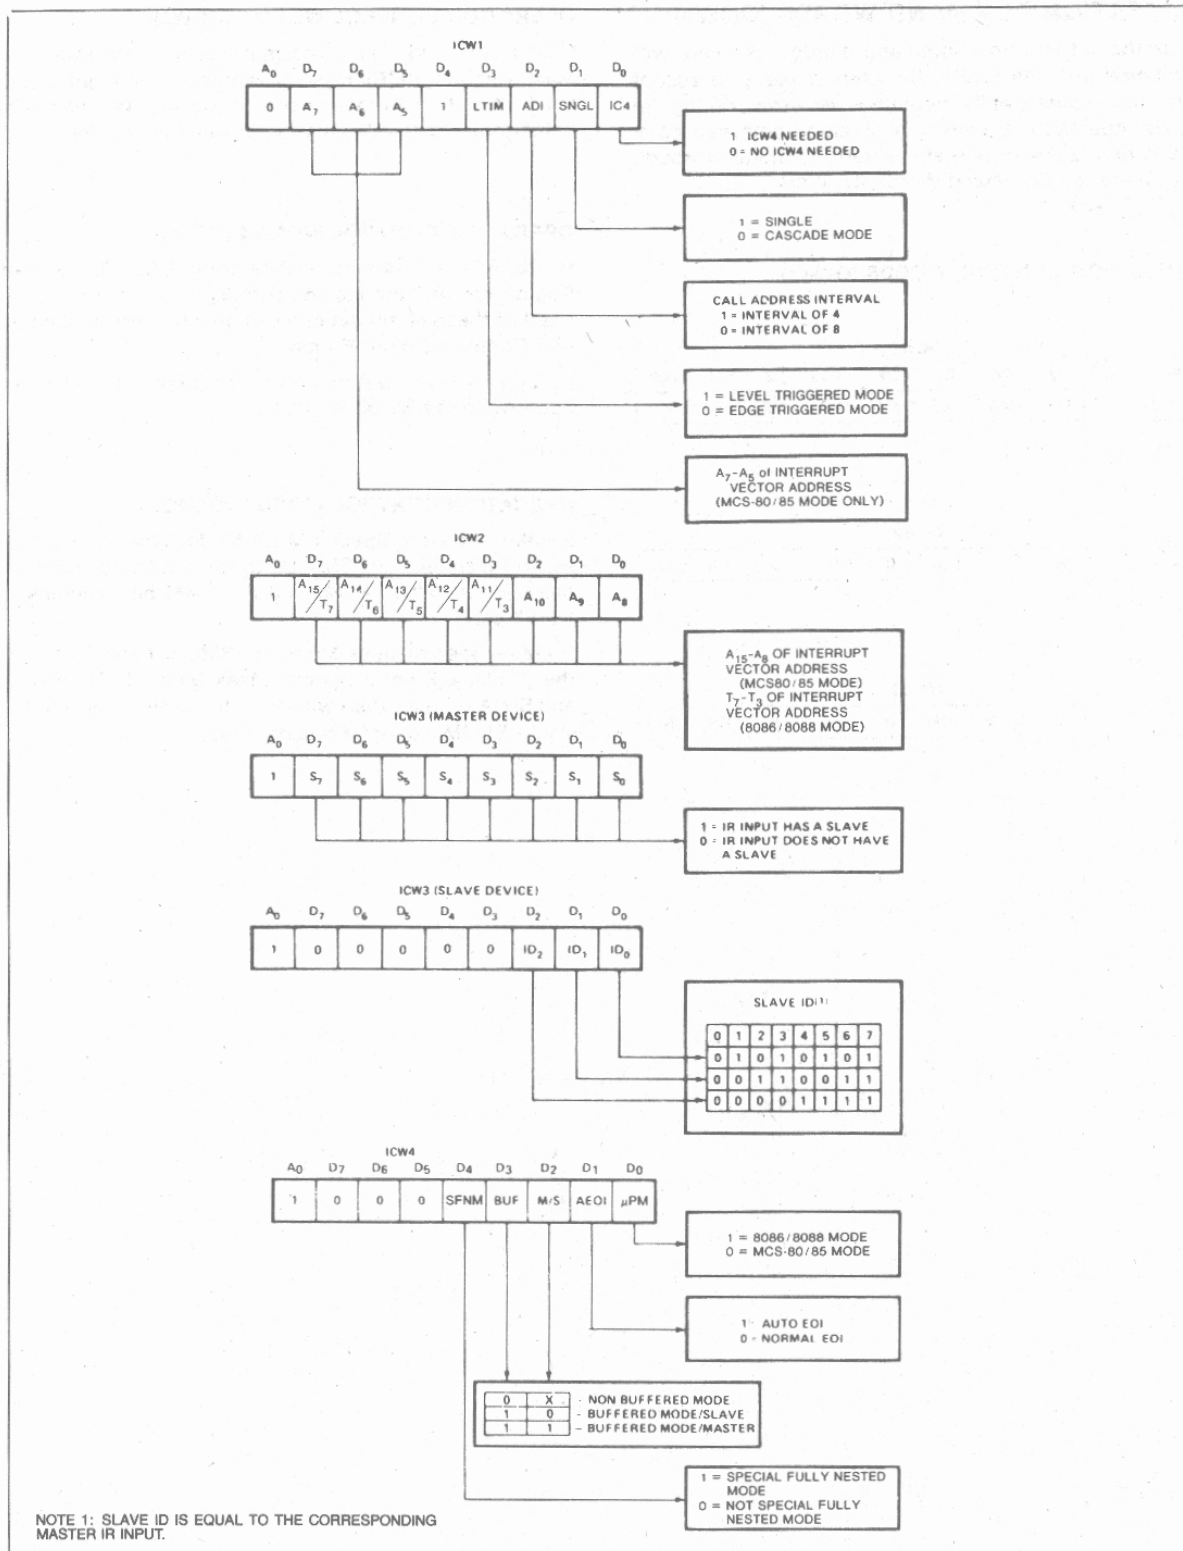 ICW1
A0 D7 D6 D5 D4 D3 D2 D1 D0
0 A7 A6 A5 1 LTIM ADI SNGL IC4
1 ICW4 NEEDED
0 = NO ICW4 NEEDED
1 = SINGLE
0 = CASCADE MODE
CALL ADDRESS INTERVAL
1 = INTERVAL OF 4
0 = INTERVAL OF 8
1 = LEVEL TRIGGERED MODE
0 = EDGE TRIGGERED MODE
A7-A5 of INTERRUPT
VECTOR ADDRESS
(MCS-80/85 MODE ONLY)
ICW2
A0 D7 D6 D5 D4 D3 D2 D1 D0
1 A15/T7 A14/T6 A13/T5 A12/T4 A11/T3 A10 A9 A8
A15-A8 OF INTERRUPT
VECTOR ADDRESS
(MCS80/85 MODE)
T7-T3 OF INTERRUPT
VECTOR ADDRESS
(8086/8088 MODE)
ICW3 (MASTER DEVICE)
A0 D7 D6 D5 D4 D3 D2 D1 D0
1 S7 S6 S5 S4 S3 S2 S1 S0
1 = IR INPUT HAS A SLAVE
0 = IR INPUT DOES NOT HAVE
A SLAVE
ICW3 (SLAVE DEVICE)
A0 D7 D6 D5 D4 D3 D2 D1 D0
1 0 0 0 0 0 ID2 ID1 ID0
SLAVE ID(1)
0 1 2 3 4 5 6 7
0 1 0 1 0 1 0 1
0 0 1 1 0 0 1 1
0 0 0 0 1 1 1 1
ICW4
A0 D7 D6 D5 D4 D3 D2 D1 D0
1 0 0 0 SFNM BUF M/S AEOI μPM
1 = 8086/8088 MODE
0 = MCS-80/85 MODE
1 - AUTO EOI
0 - NORMAL EOI
0 X - NON BUFFERED MODE
1 0 - BUFFERED MODE/SLAVE
1 1 - BUFFERED MODE/MASTER
1 = SPECIAL FULLY NESTED
MODE
0 = NOT SPECIAL FULLY
NESTED MODE
NOTE 1: SLAVE ID IS EQUAL TO THE CORRESPONDING
MASTER IR INPUT.